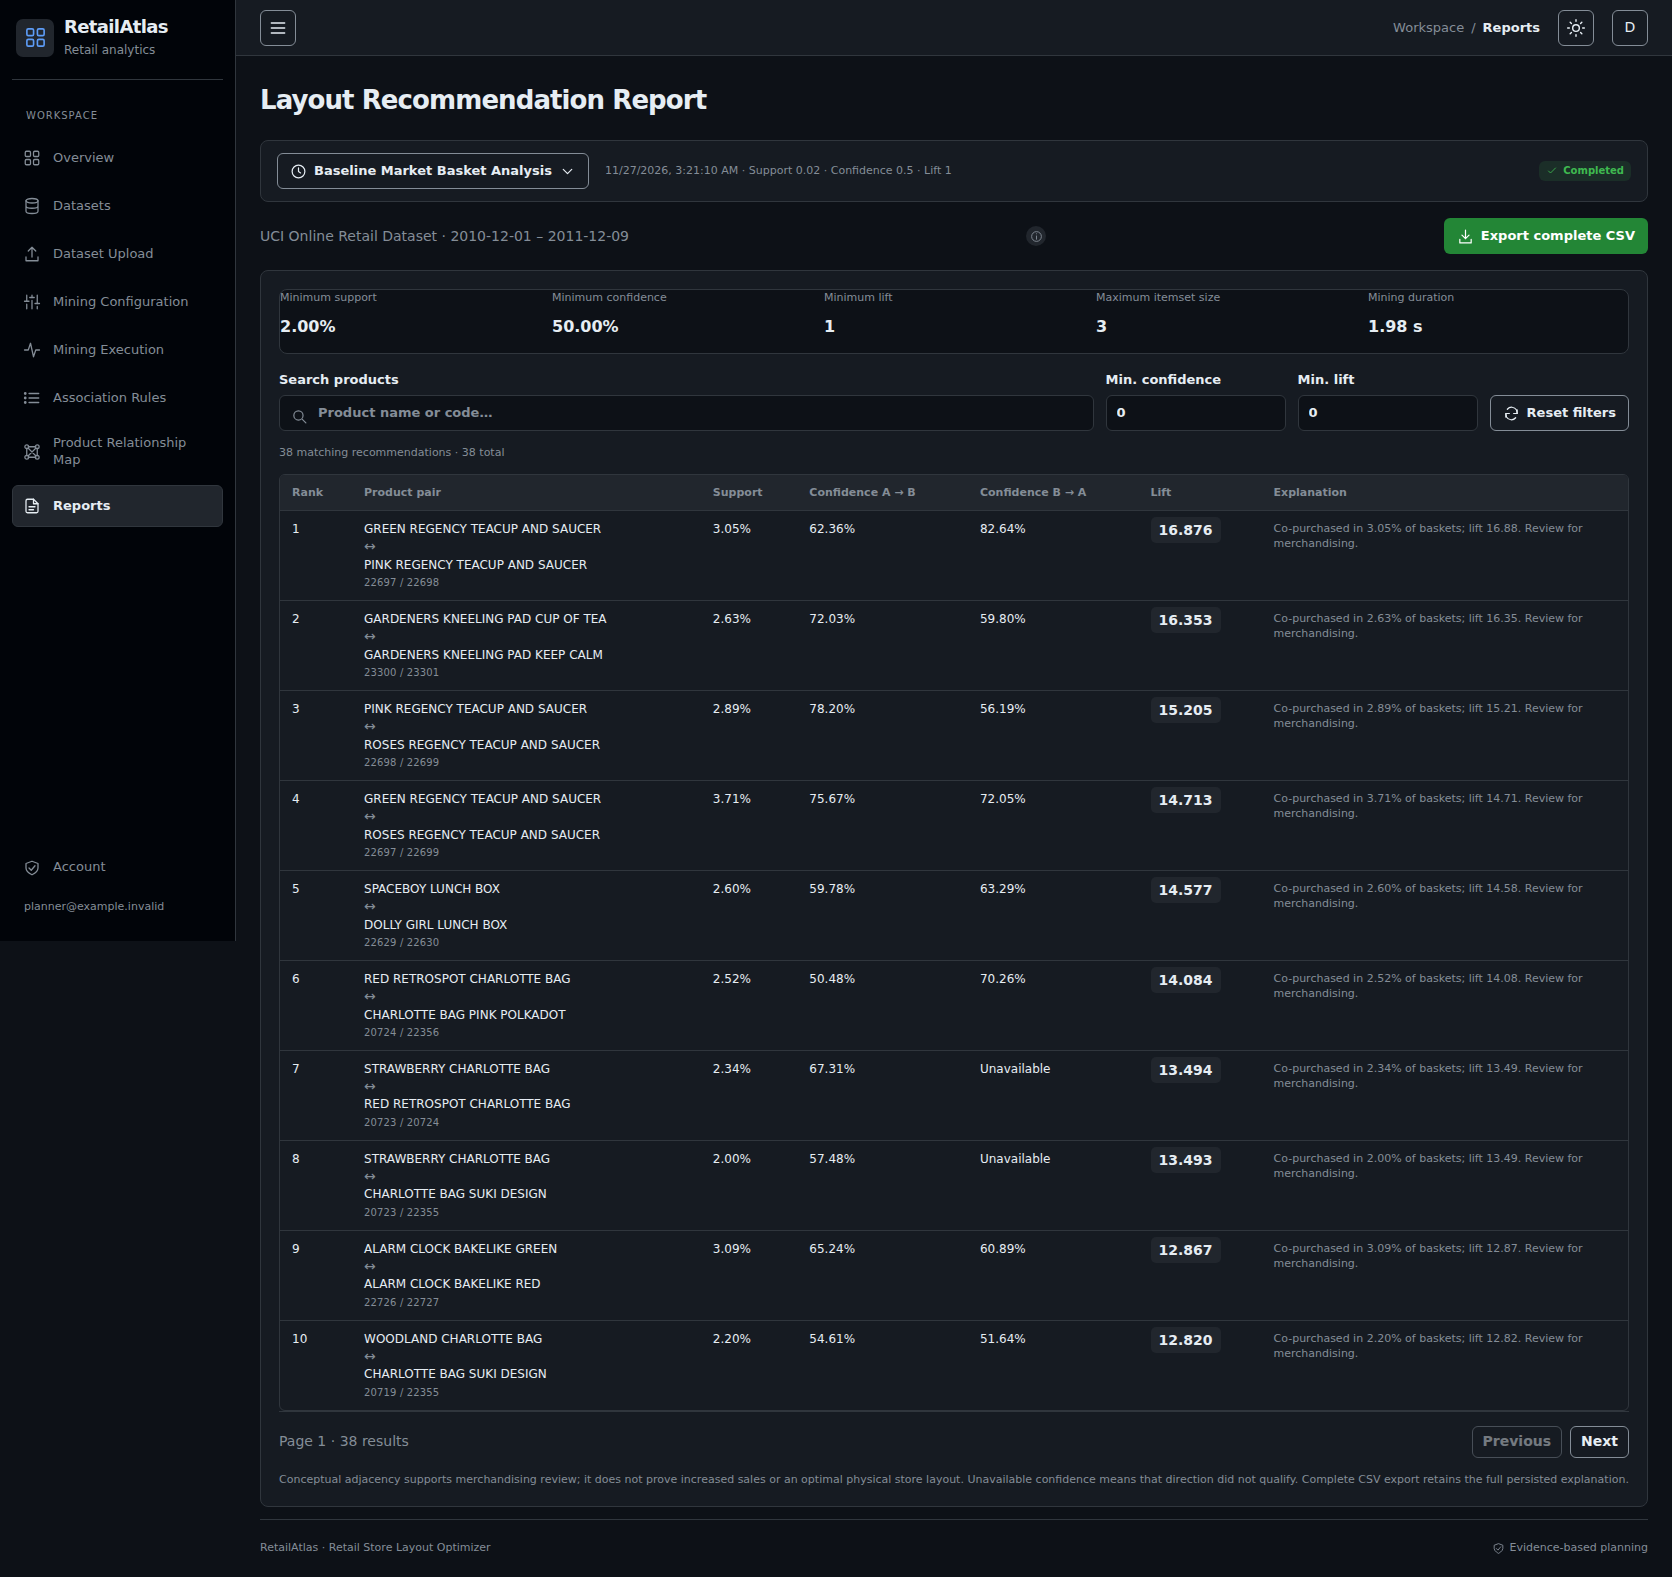 RetailAtlas
Retail analytics
WORKSPACE
Overview
Datasets
Dataset Upload
Mining Configuration
Mining Execution
Association Rules
Product Relationship
Map
Reports
Account
planner@example.invalid
Workspace / Reports
D
Layout Recommendation Report
Baseline Market Basket Analysis
11/27/2026, 3:21:10 AM · Support 0.02 · Confidence 0.5 · Lift 1
Completed
UCI Online Retail Dataset · 2010-12-01 – 2011-12-09
Export complete CSV
Minimum support Minimum confidence Minimum lift Maximum itemset size Mining duration
2.00% 50.00% 1 3 1.98 s
Search products Min. confidence Min. lift
Product name or code… 0 0 Reset filters
38 matching recommendations · 38 total
Rank Product pair Support Confidence A → B Confidence B → A Lift Explanation
1 GREEN REGENCY TEACUP AND SAUCER 3.05% 62.36% 82.64% 16.876 Co-purchased in 3.05% of baskets; lift 16.88. Review for
↔ merchandising.
PINK REGENCY TEACUP AND SAUCER
22697 / 22698
2 GARDENERS KNEELING PAD CUP OF TEA 2.63% 72.03% 59.80% 16.353 Co-purchased in 2.63% of baskets; lift 16.35. Review for
↔ merchandising.
GARDENERS KNEELING PAD KEEP CALM
23300 / 23301
3 PINK REGENCY TEACUP AND SAUCER 2.89% 78.20% 56.19% 15.205 Co-purchased in 2.89% of baskets; lift 15.21. Review for
↔ merchandising.
ROSES REGENCY TEACUP AND SAUCER
22698 / 22699
4 GREEN REGENCY TEACUP AND SAUCER 3.71% 75.67% 72.05% 14.713 Co-purchased in 3.71% of baskets; lift 14.71. Review for
↔ merchandising.
ROSES REGENCY TEACUP AND SAUCER
22697 / 22699
5 SPACEBOY LUNCH BOX 2.60% 59.78% 63.29% 14.577 Co-purchased in 2.60% of baskets; lift 14.58. Review for
↔ merchandising.
DOLLY GIRL LUNCH BOX
22629 / 22630
6 RED RETROSPOT CHARLOTTE BAG 2.52% 50.48% 70.26% 14.084 Co-purchased in 2.52% of baskets; lift 14.08. Review for
↔ merchandising.
CHARLOTTE BAG PINK POLKADOT
20724 / 22356
7 STRAWBERRY CHARLOTTE BAG 2.34% 67.31% Unavailable 13.494 Co-purchased in 2.34% of baskets; lift 13.49. Review for
↔ merchandising.
RED RETROSPOT CHARLOTTE BAG
20723 / 20724
8 STRAWBERRY CHARLOTTE BAG 2.00% 57.48% Unavailable 13.493 Co-purchased in 2.00% of baskets; lift 13.49. Review for
↔ merchandising.
CHARLOTTE BAG SUKI DESIGN
20723 / 22355
9 ALARM CLOCK BAKELIKE GREEN 3.09% 65.24% 60.89% 12.867 Co-purchased in 3.09% of baskets; lift 12.87. Review for
↔ merchandising.
ALARM CLOCK BAKELIKE RED
22726 / 22727
10 WOODLAND CHARLOTTE BAG 2.20% 54.61% 51.64% 12.820 Co-purchased in 2.20% of baskets; lift 12.82. Review for
↔ merchandising.
CHARLOTTE BAG SUKI DESIGN
20719 / 22355
Page 1 · 38 results Previous Next
Conceptual adjacency supports merchandising review; it does not prove increased sales or an optimal physical store layout. Unavailable confidence means that direction did not qualify. Complete CSV export retains the full persisted explanation.
RetailAtlas · Retail Store Layout Optimizer
Evidence-based planning